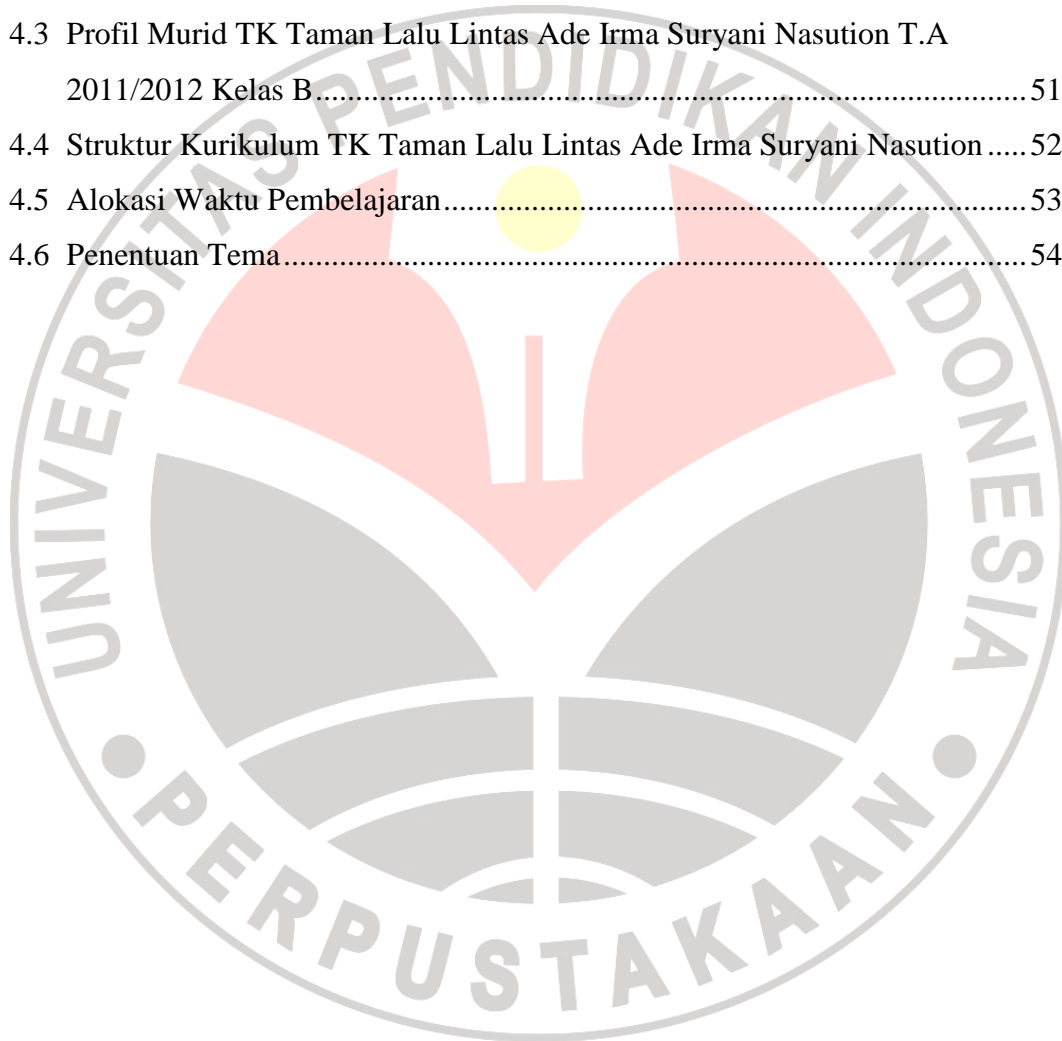 4.3 Profil Murid TK Taman Lalu Lintas Ade Irma Suryani Nasution T.A
2011/2012 Kelas B.......................................................................................... 51
4.4 Struktur Kurikulum TK Taman Lalu Lintas Ade Irma Suryani Nasution ..... 52
4.5 Alokasi Waktu Pembelajaran.......................................................................... 53
4.6 Penentuan Tema.............................................................................................. 54
UNIVERSITAS PENDIDIKAN INDONESIA
PERPUSTAKAAN